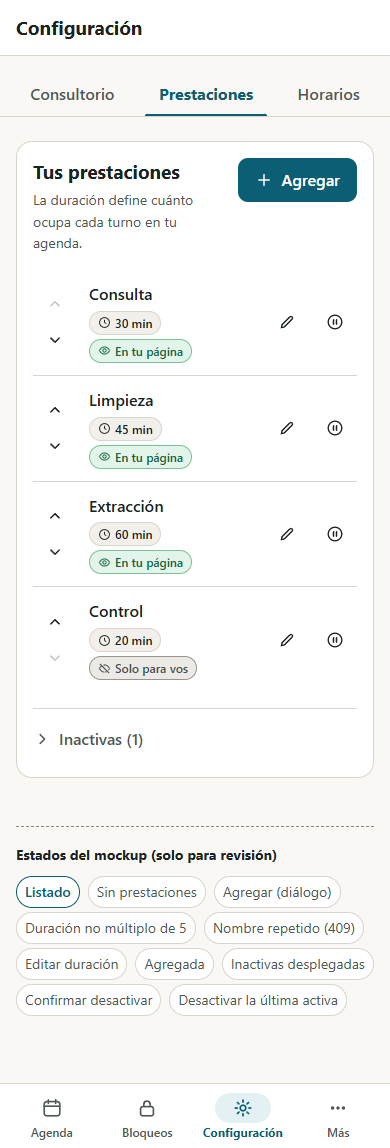 Configuración
Consultorio
Prestaciones
Horarios
Tus prestaciones
Agregar
La duración define cuánto
ocupa cada turno en tu
agenda.
Consulta
30 min
En tu página
Limpieza
45 min
En tu página
Extracción
60 min
En tu página
Control
20 min
Solo para vos
Inactivas (1)
Estados del mockup (solo para revisión)
Listado
Sin prestaciones
Agregar (diálogo)
Duración no múltiplo de 5
Nombre repetido (409)
Editar duración
Agregada
Inactivas desplegadas
Confirmar desactivar
Desactivar la última activa
Agenda
Bloqueos
Configuración
Más